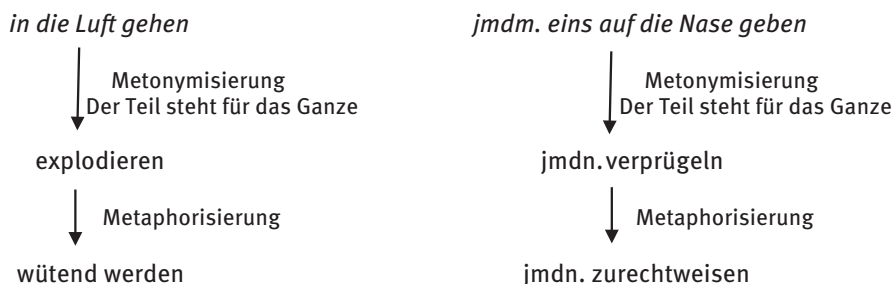 in die Luft gehen
Metonymisierung
Der Teil steht für das Ganze
explodieren
Metaphorisierung
wütend werden
jmdm. eins auf die Nase geben
Metonymisierung
Der Teil steht für das Ganze
jmdn. verprügeln
Metaphorisierung
jmdn. zurechtweisen